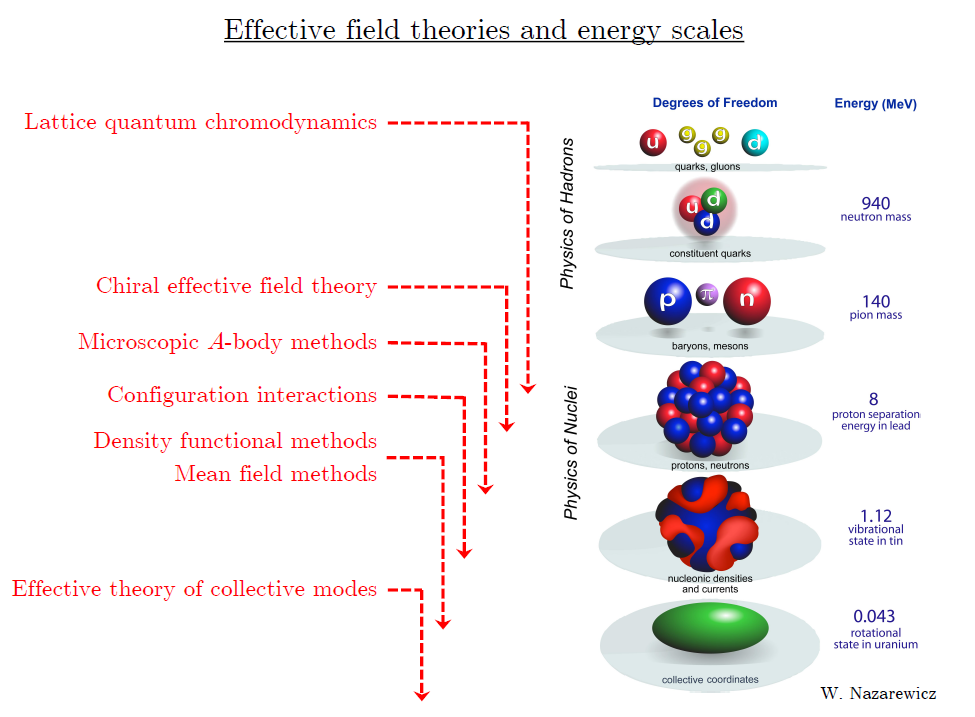 Effective field theories and energy scales
Lattice quantum chromodynamics
Chiral effective field theory
Microscopic A-body methods
Configuration interactions
Density functional methods
Mean field methods
Effective theory of collective modes
Physics of Hadrons
Physics of Nuclei
Degrees of Freedom
Energy (MeV)
u g g g d
quarks, gluons
u d d
constituent quarks
940
neutron mass
p π n
baryons, mesons
140
pion mass
protons, neutrons
8
proton separation
energy in lead
nucleonic densities
and currents
1.12
vibrational
state in tin
collective coordinates
0.043
rotational
state in uranium
W. Nazarewicz